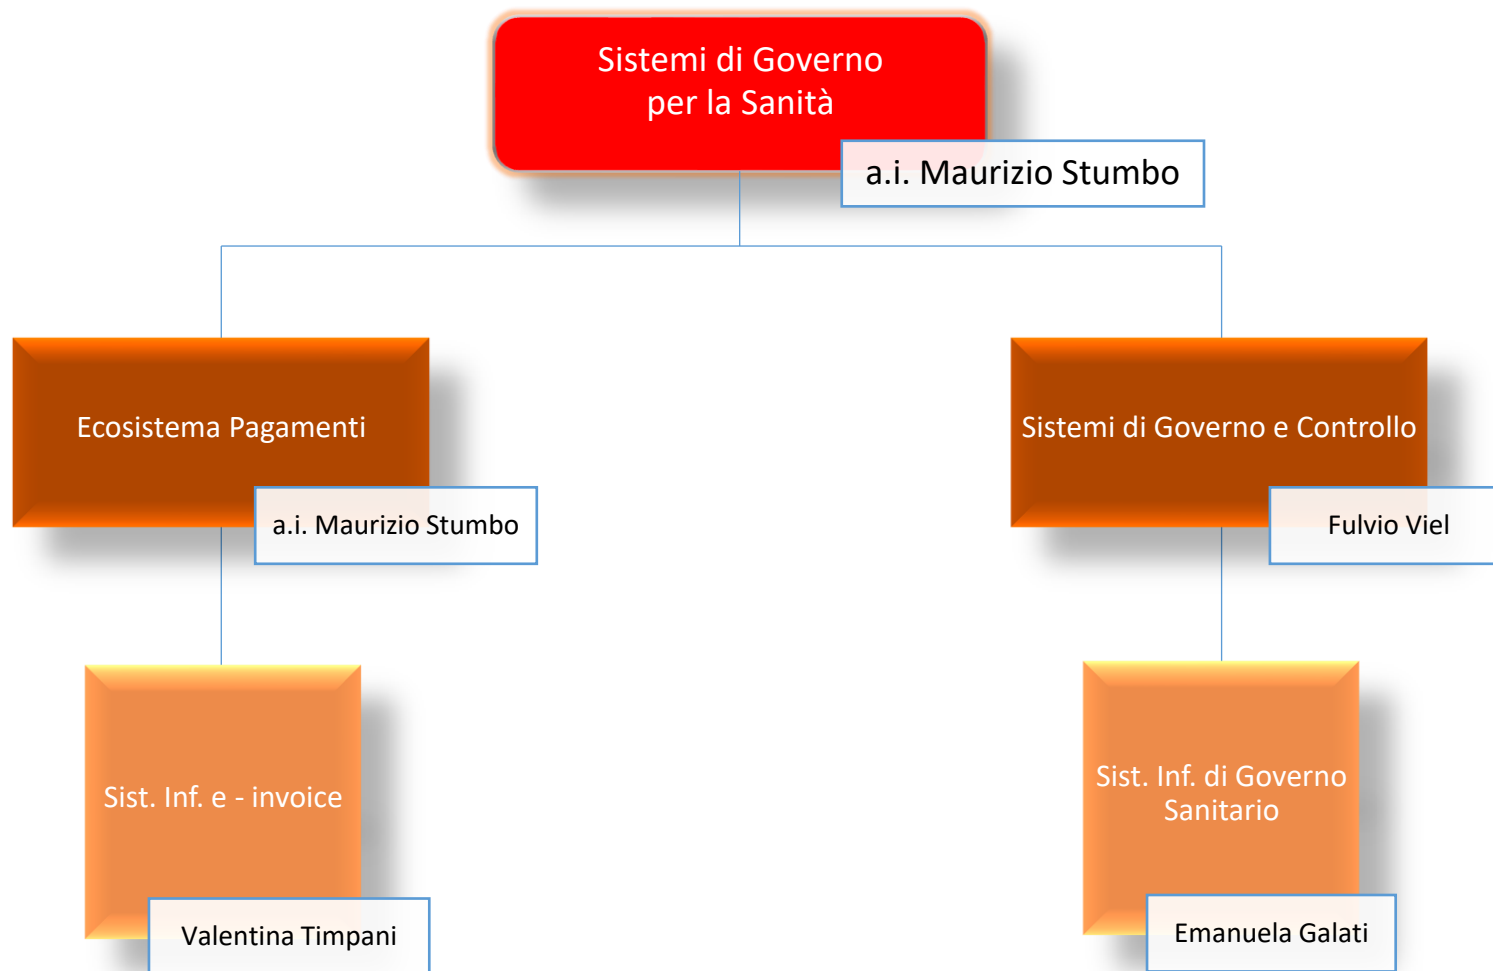 Sistemi di Governo
per la Sanità
a.i. Maurizio Stumbo
Ecosistema Pagamenti
a.i. Maurizio Stumbo
Sistemi di Governo e Controllo
Fulvio Viel
Sist. Inf. e - invoice
Valentina Timpani
Sist. Inf. di Governo
Sanitario
Emanuela Galati